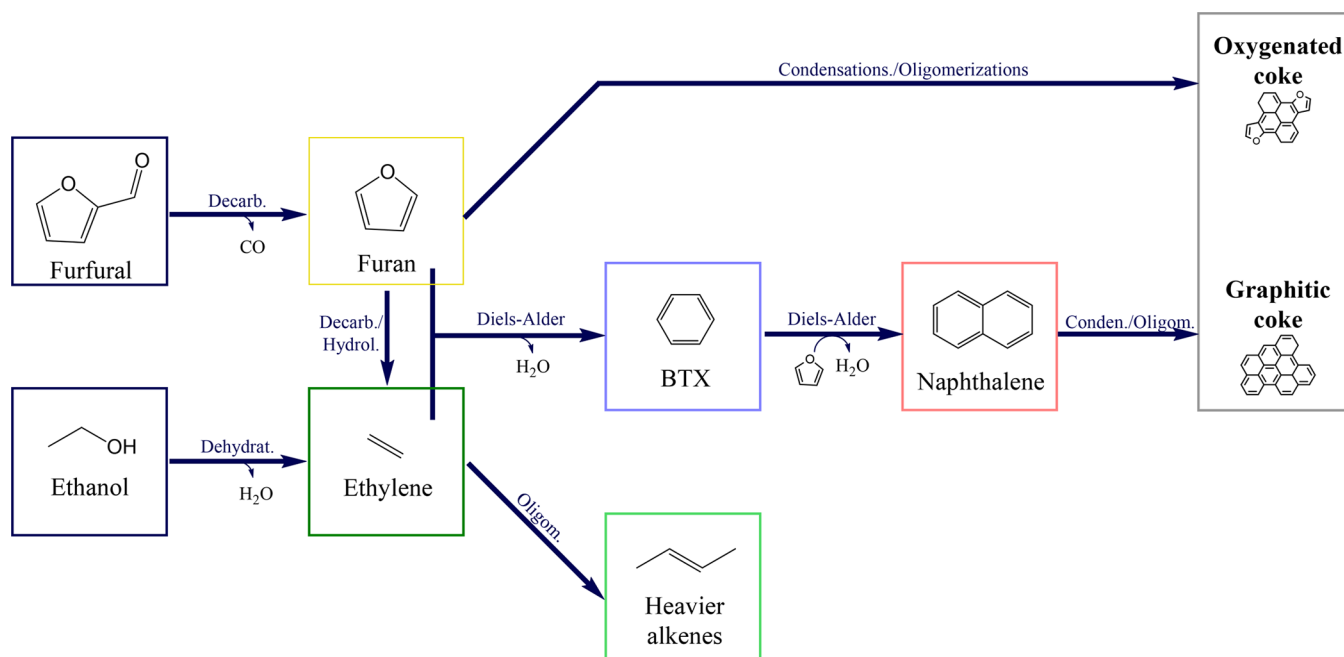 Oxygenated
coke
O
O
Condensations./Oligomerizations
O
O
Furfural
Decarb.
CO
O
Furan
Decarb./
Hydrol.
Diels-Alder
H2O
BTX
Diels-Alder
O
H2O
Naphthalene
Conden./Oligom.
Graphitic
coke
OH
Ethanol
Dehydrat.
H2O
Ethylene
Oligom.
Heavier
alkenes